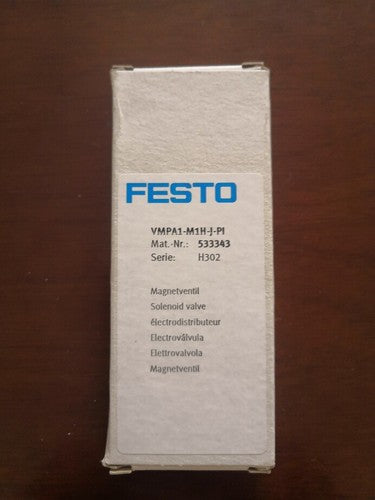 FESTO
VMPA1-M1H-J-PI
Mat.-Nr.: 533343
Serie: H302
Magnetventil
Solenoid valve
électrodistributeur
Electroválvula
Elettrovalvola
Magnetventil